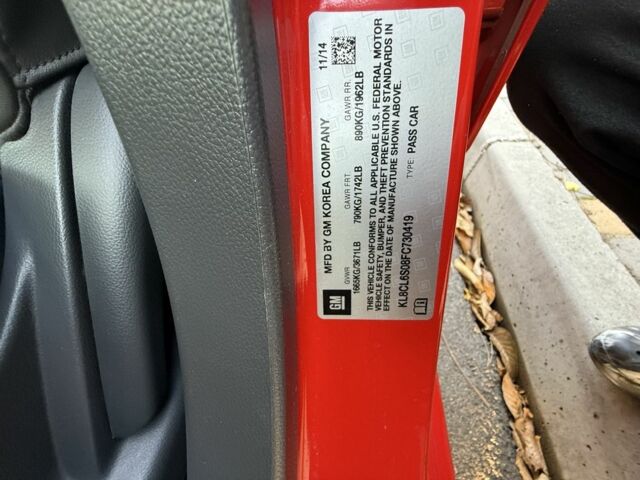 MFD BY GM KOREA COMPANY 11/14
GVWR GAWR FRT GAWR RR
1665KG/3671LB 790KG/1742LB 890KG/1962LB
THIS VEHICLE CONFORMS TO ALL APPLICABLE U.S. FEDERAL MOTOR
VEHICLE SAFETY, BUMPER, AND THEFT PREVENTION STANDARDS IN
EFFECT ON THE DATE OF MANUFACTURE SHOWN ABOVE.
KL8CL6S08FC730419 TYPE: PASS CAR
GM